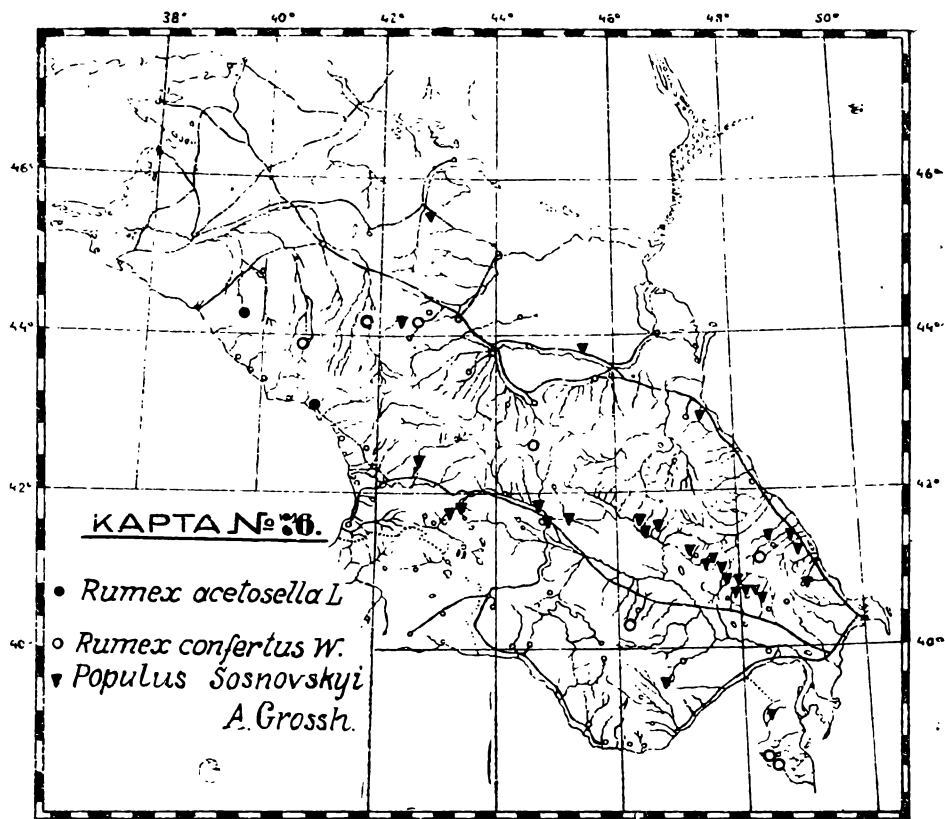 38° 40° 42° 44° 46° 48° 50°
46° 46°
44° 44°
42° 42°
КАРТА №
• Rumex acetosella L
○ Rumex confertus W.
40° 40°
▼ Populus Sosnovskyi
A. Grossh.